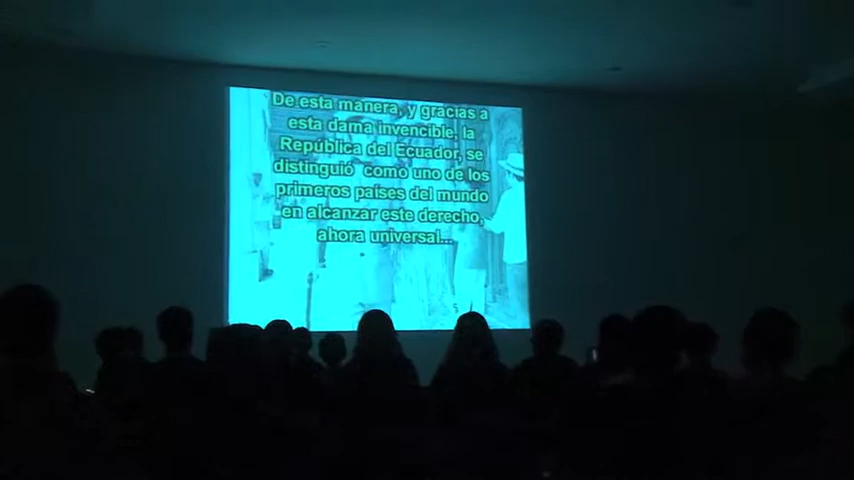 De esta manera, y gracias a
esta dama invencible, la
República del Ecuador, se
distinguió como uno de los
primeros países del mundo
en alcanzar este derecho,
ahora universal...